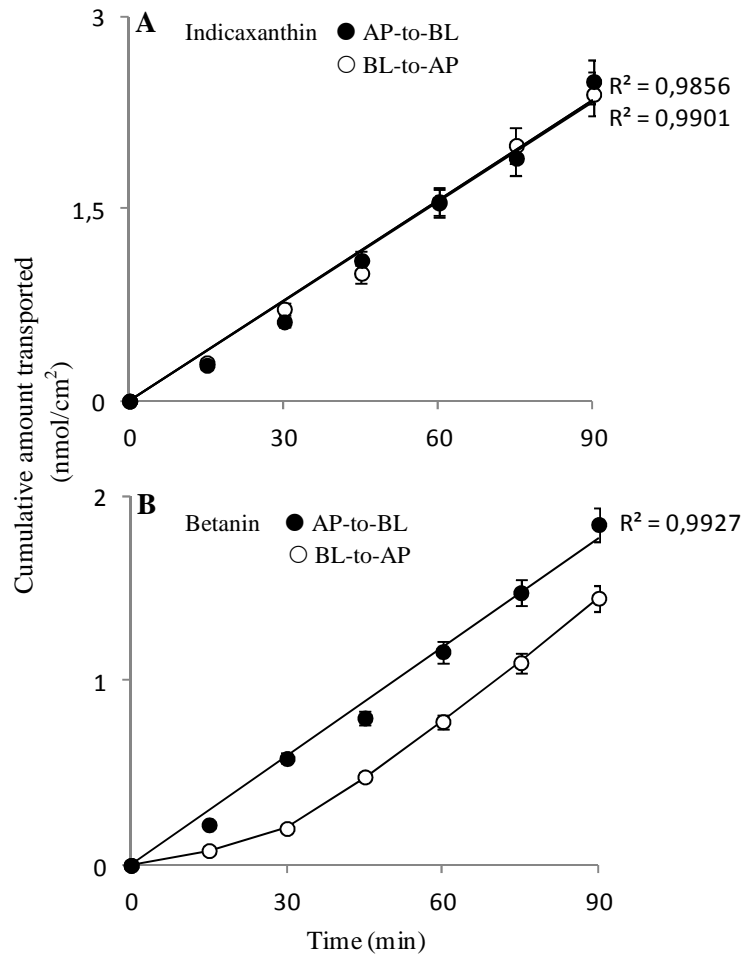 3
A
Indicaxanthin AP-to-BL
BL-to-AP
R² = 0,9856
R² = 0,9901
1,5
0
0 30 60 90
Cumulative amount transported
(nmol/cm²)
2
B
Betanin AP-to-BL
BL-to-AP
R² = 0,9927
1
0
0 30 60 90
Time (min)